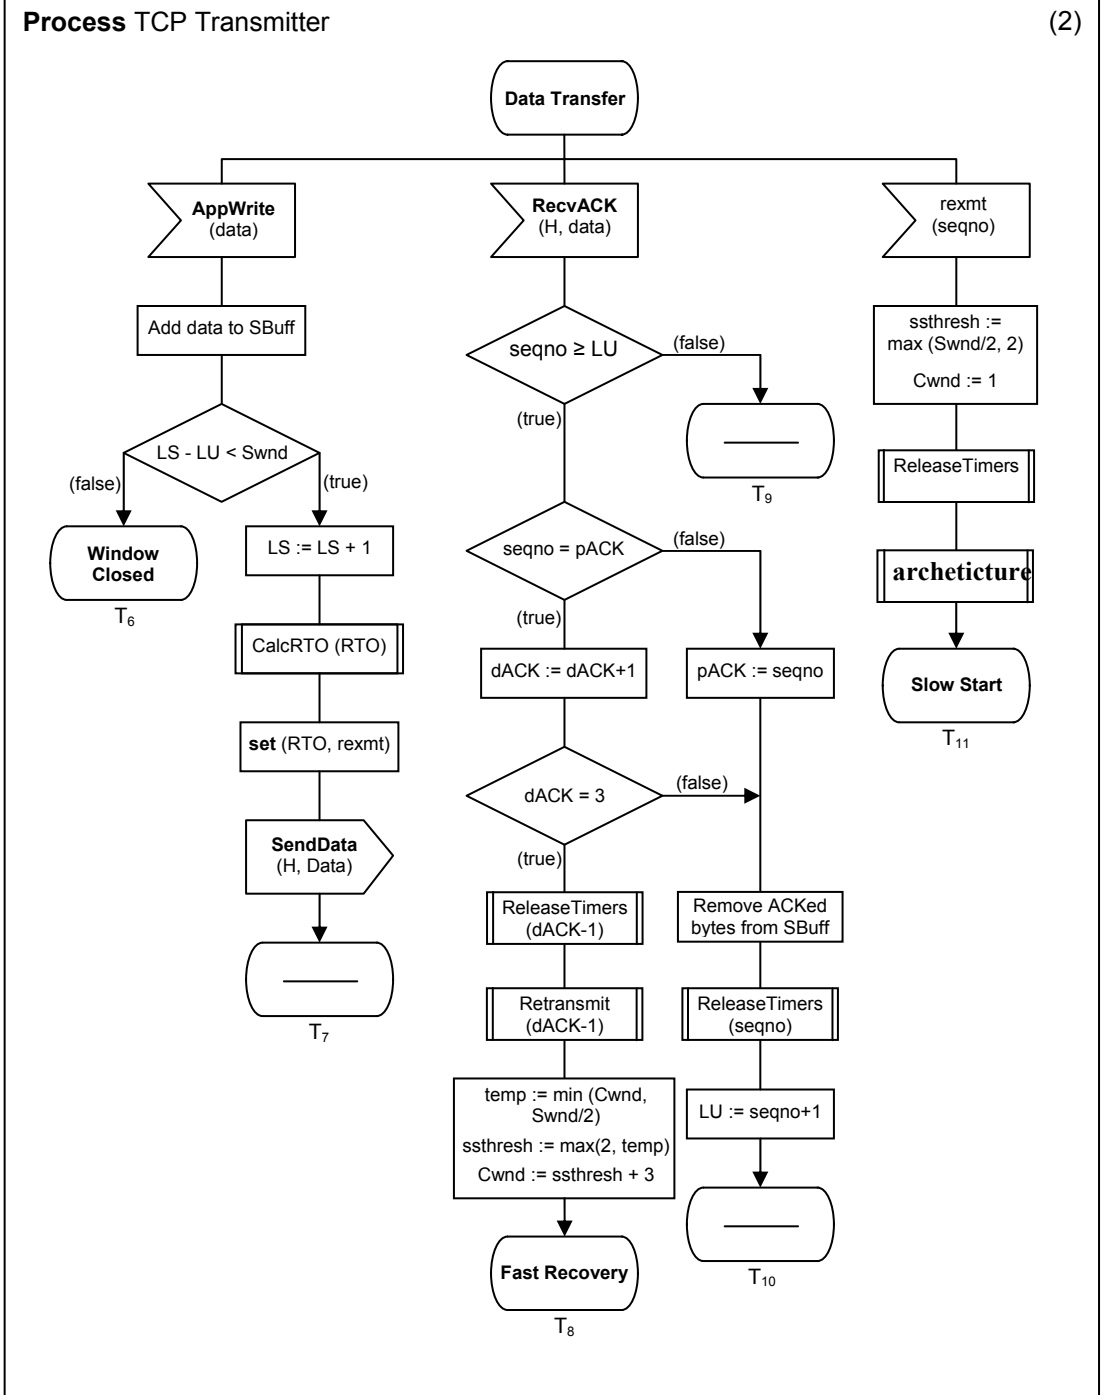 Process TCP Transmitter
(2)
Data Transfer
AppWrite
(data)
Add data to SBuff
LS - LU < Swnd
(false)
(true)
Window
Closed
T6
LS := LS + 1
CalcRTO (RTO)
set (RTO, rexmt)
SendData
(H, Data)
T7
RecvACK
(H, data)
seqno ≥ LU
(false)
(true)
T9
seqno = pACK
(false)
(true)
dACK := dACK+1
pACK := seqno
dACK = 3
(false)
(true)
ReleaseTimers
(dACK-1)
Retransmit
(dACK-1)
temp := min (Cwnd,
Swnd/2)
ssthresh := max(2, temp)
Cwnd := ssthresh + 3
Fast Recovery
T8
Remove ACKed
bytes from SBuff
ReleaseTimers
(seqno)
LU := seqno+1
T10
rexmt
(seqno)
ssthresh :=
max (Swnd/2, 2)
Cwnd := 1
ReleaseTimers
archeticture
Slow Start
T11